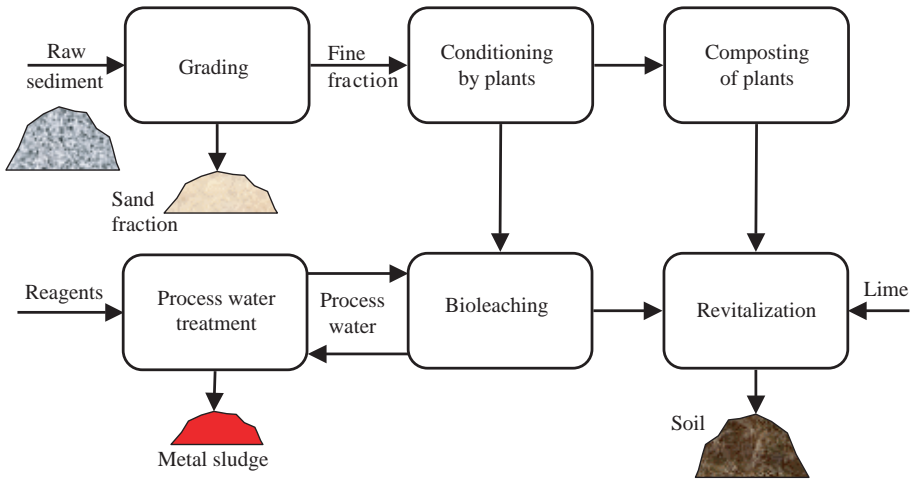 Raw
sediment
Grading
Fine
fraction
Conditioning
by plants
Composting
of plants
Sand
fraction
Reagents
Process water
treatment
Process
water
Bioleaching
Revitalization
Lime
Metal sludge
Soil